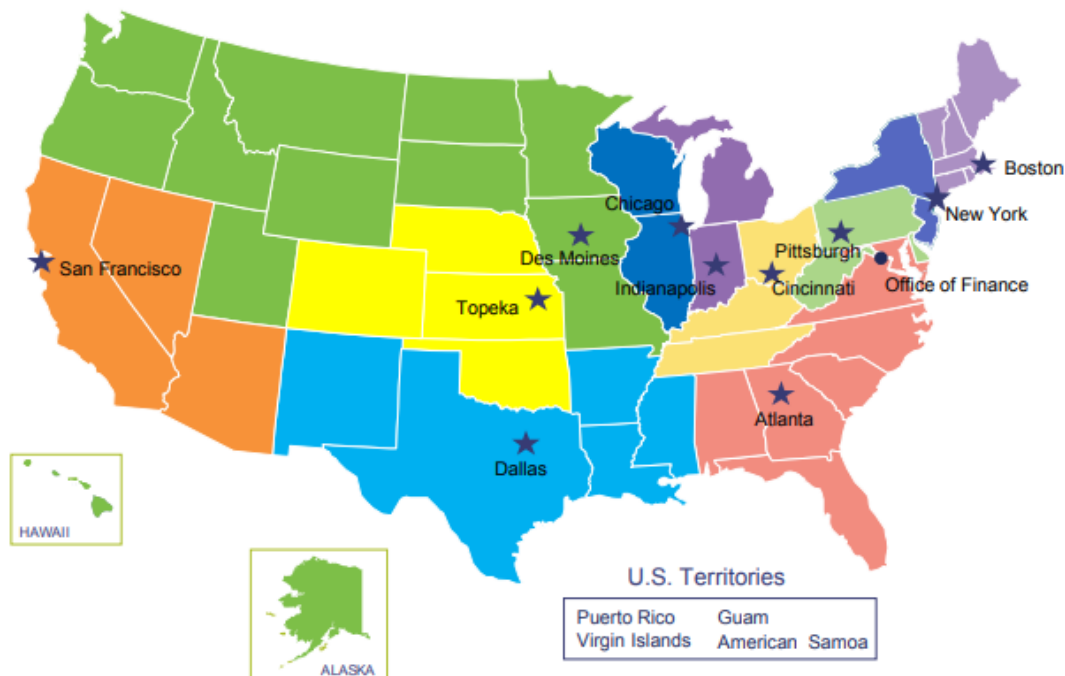 Boston
Chicago
New York
Des Moines
Pittsburgh
San Francisco
Indianapolis
Cincinnati
Office of Finance
Topeka
Atlanta
Dallas
HAWAII
U.S. Territories
Puerto Rico Guam
Virgin Islands American Samoa
ALASKA